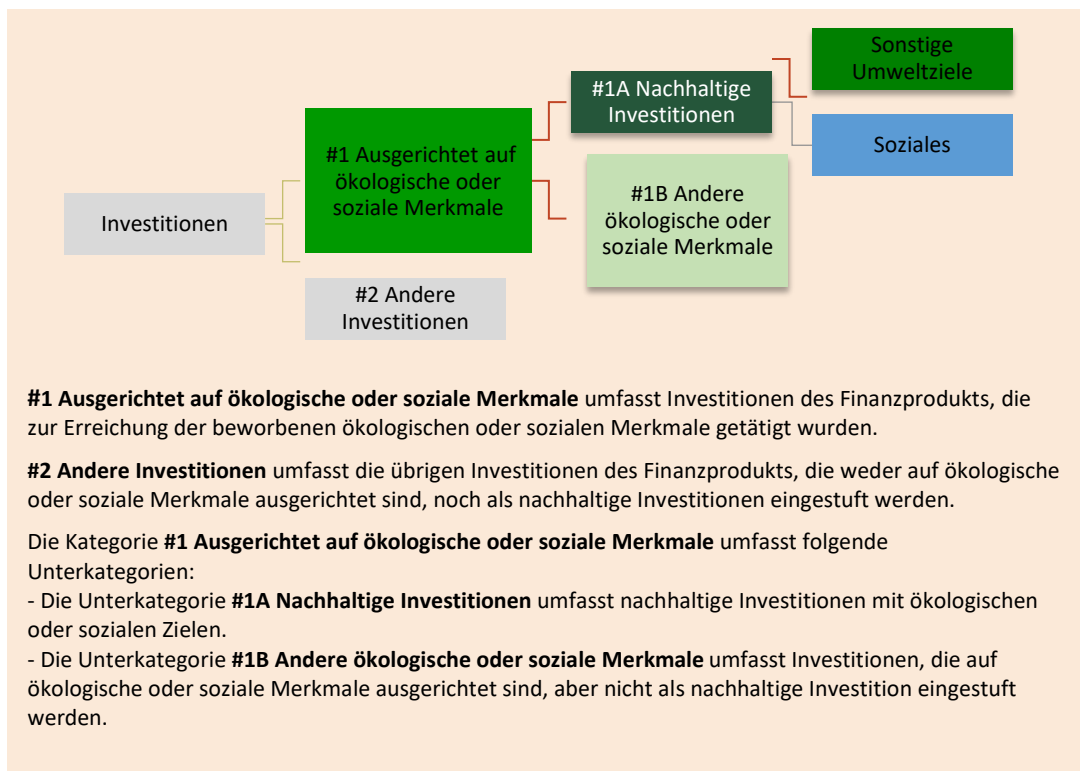 Sonstige
Umweltziele
#1A Nachhaltige
Investitionen
Soziales
#1 Ausgerichtet auf
ökologische oder
soziale Merkmale
#1B Andere
ökologische oder
soziale Merkmale
Investitionen
#2 Andere
Investitionen
#1 Ausgerichtet auf ökologische oder soziale Merkmale umfasst Investitionen des Finanzprodukts, die
zur Erreichung der beworbenen ökologischen oder sozialen Merkmale getätigt wurden.
#2 Andere Investitionen umfasst die übrigen Investitionen des Finanzprodukts, die weder auf ökologische
oder soziale Merkmale ausgerichtet sind, noch als nachhaltige Investitionen eingestuft werden.
Die Kategorie #1 Ausgerichtet auf ökologische oder soziale Merkmale umfasst folgende
Unterkategorien:
- Die Unterkategorie #1A Nachhaltige Investitionen umfasst nachhaltige Investitionen mit ökologischen
oder sozialen Zielen.
- Die Unterkategorie #1B Andere ökologische oder soziale Merkmale umfasst Investitionen, die auf
ökologische oder soziale Merkmale ausgerichtet sind, aber nicht als nachhaltige Investition eingestuft
werden.